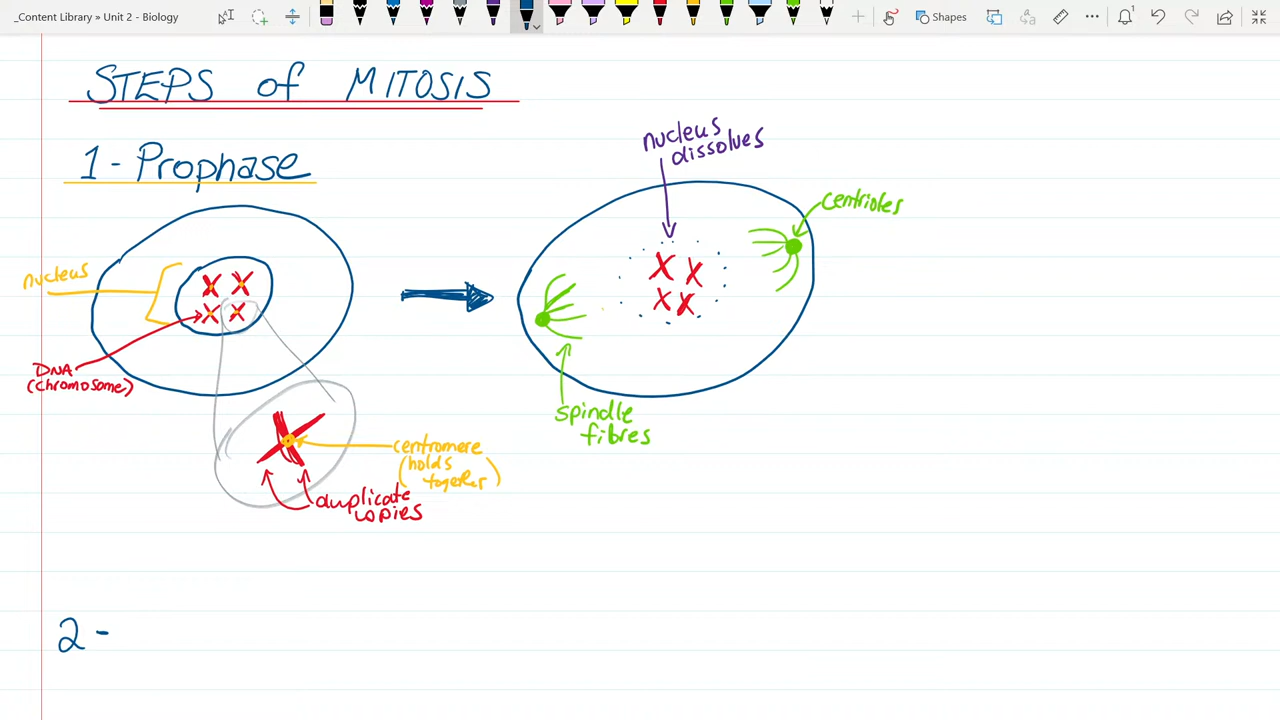 _Content Library » Unit 2 - Biology
Shapes
STEPS of MITOSIS
1 - Prophase
nucleus
dissolves
centrioles
nucleus
DNA
(chromosome)
spindle
fibres
centromere
(holds
together)
duplicate
copies
2 -